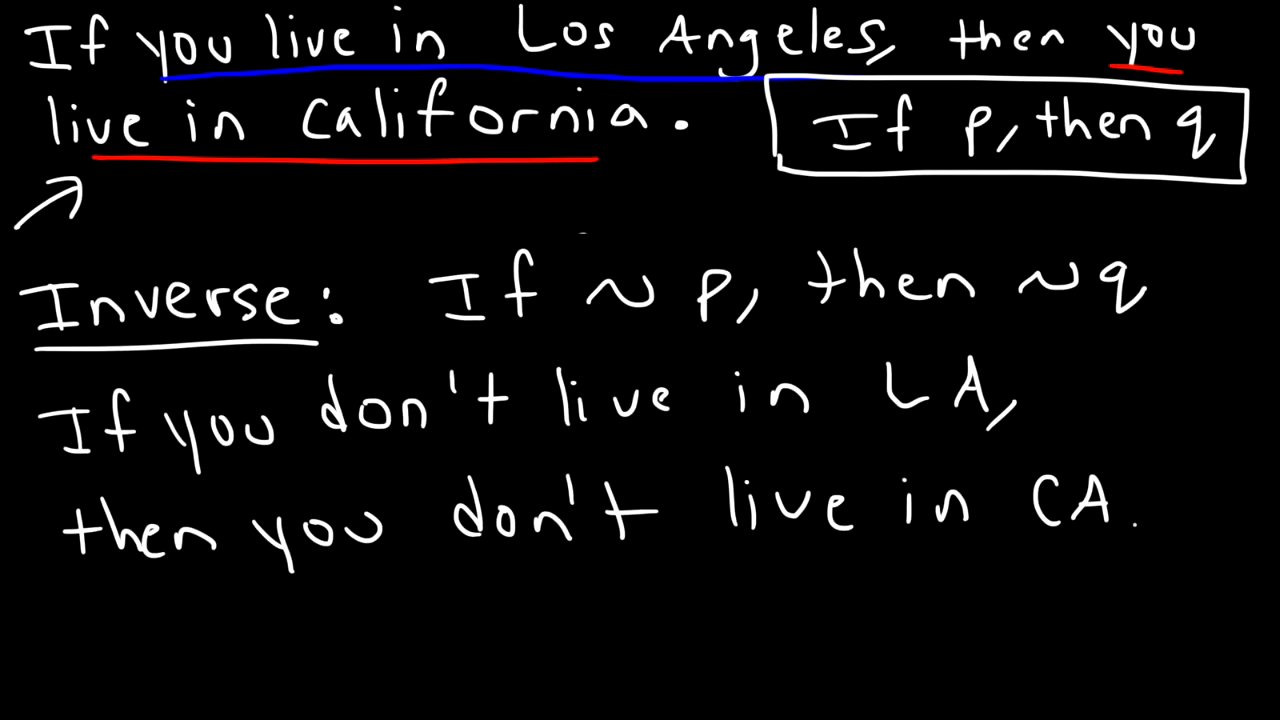 If you live in Los Angeles, then you
live in California.
If p, then q
Inverse: If ~ p, then ~q
If you don't live in LA,
then you don't live in CA.